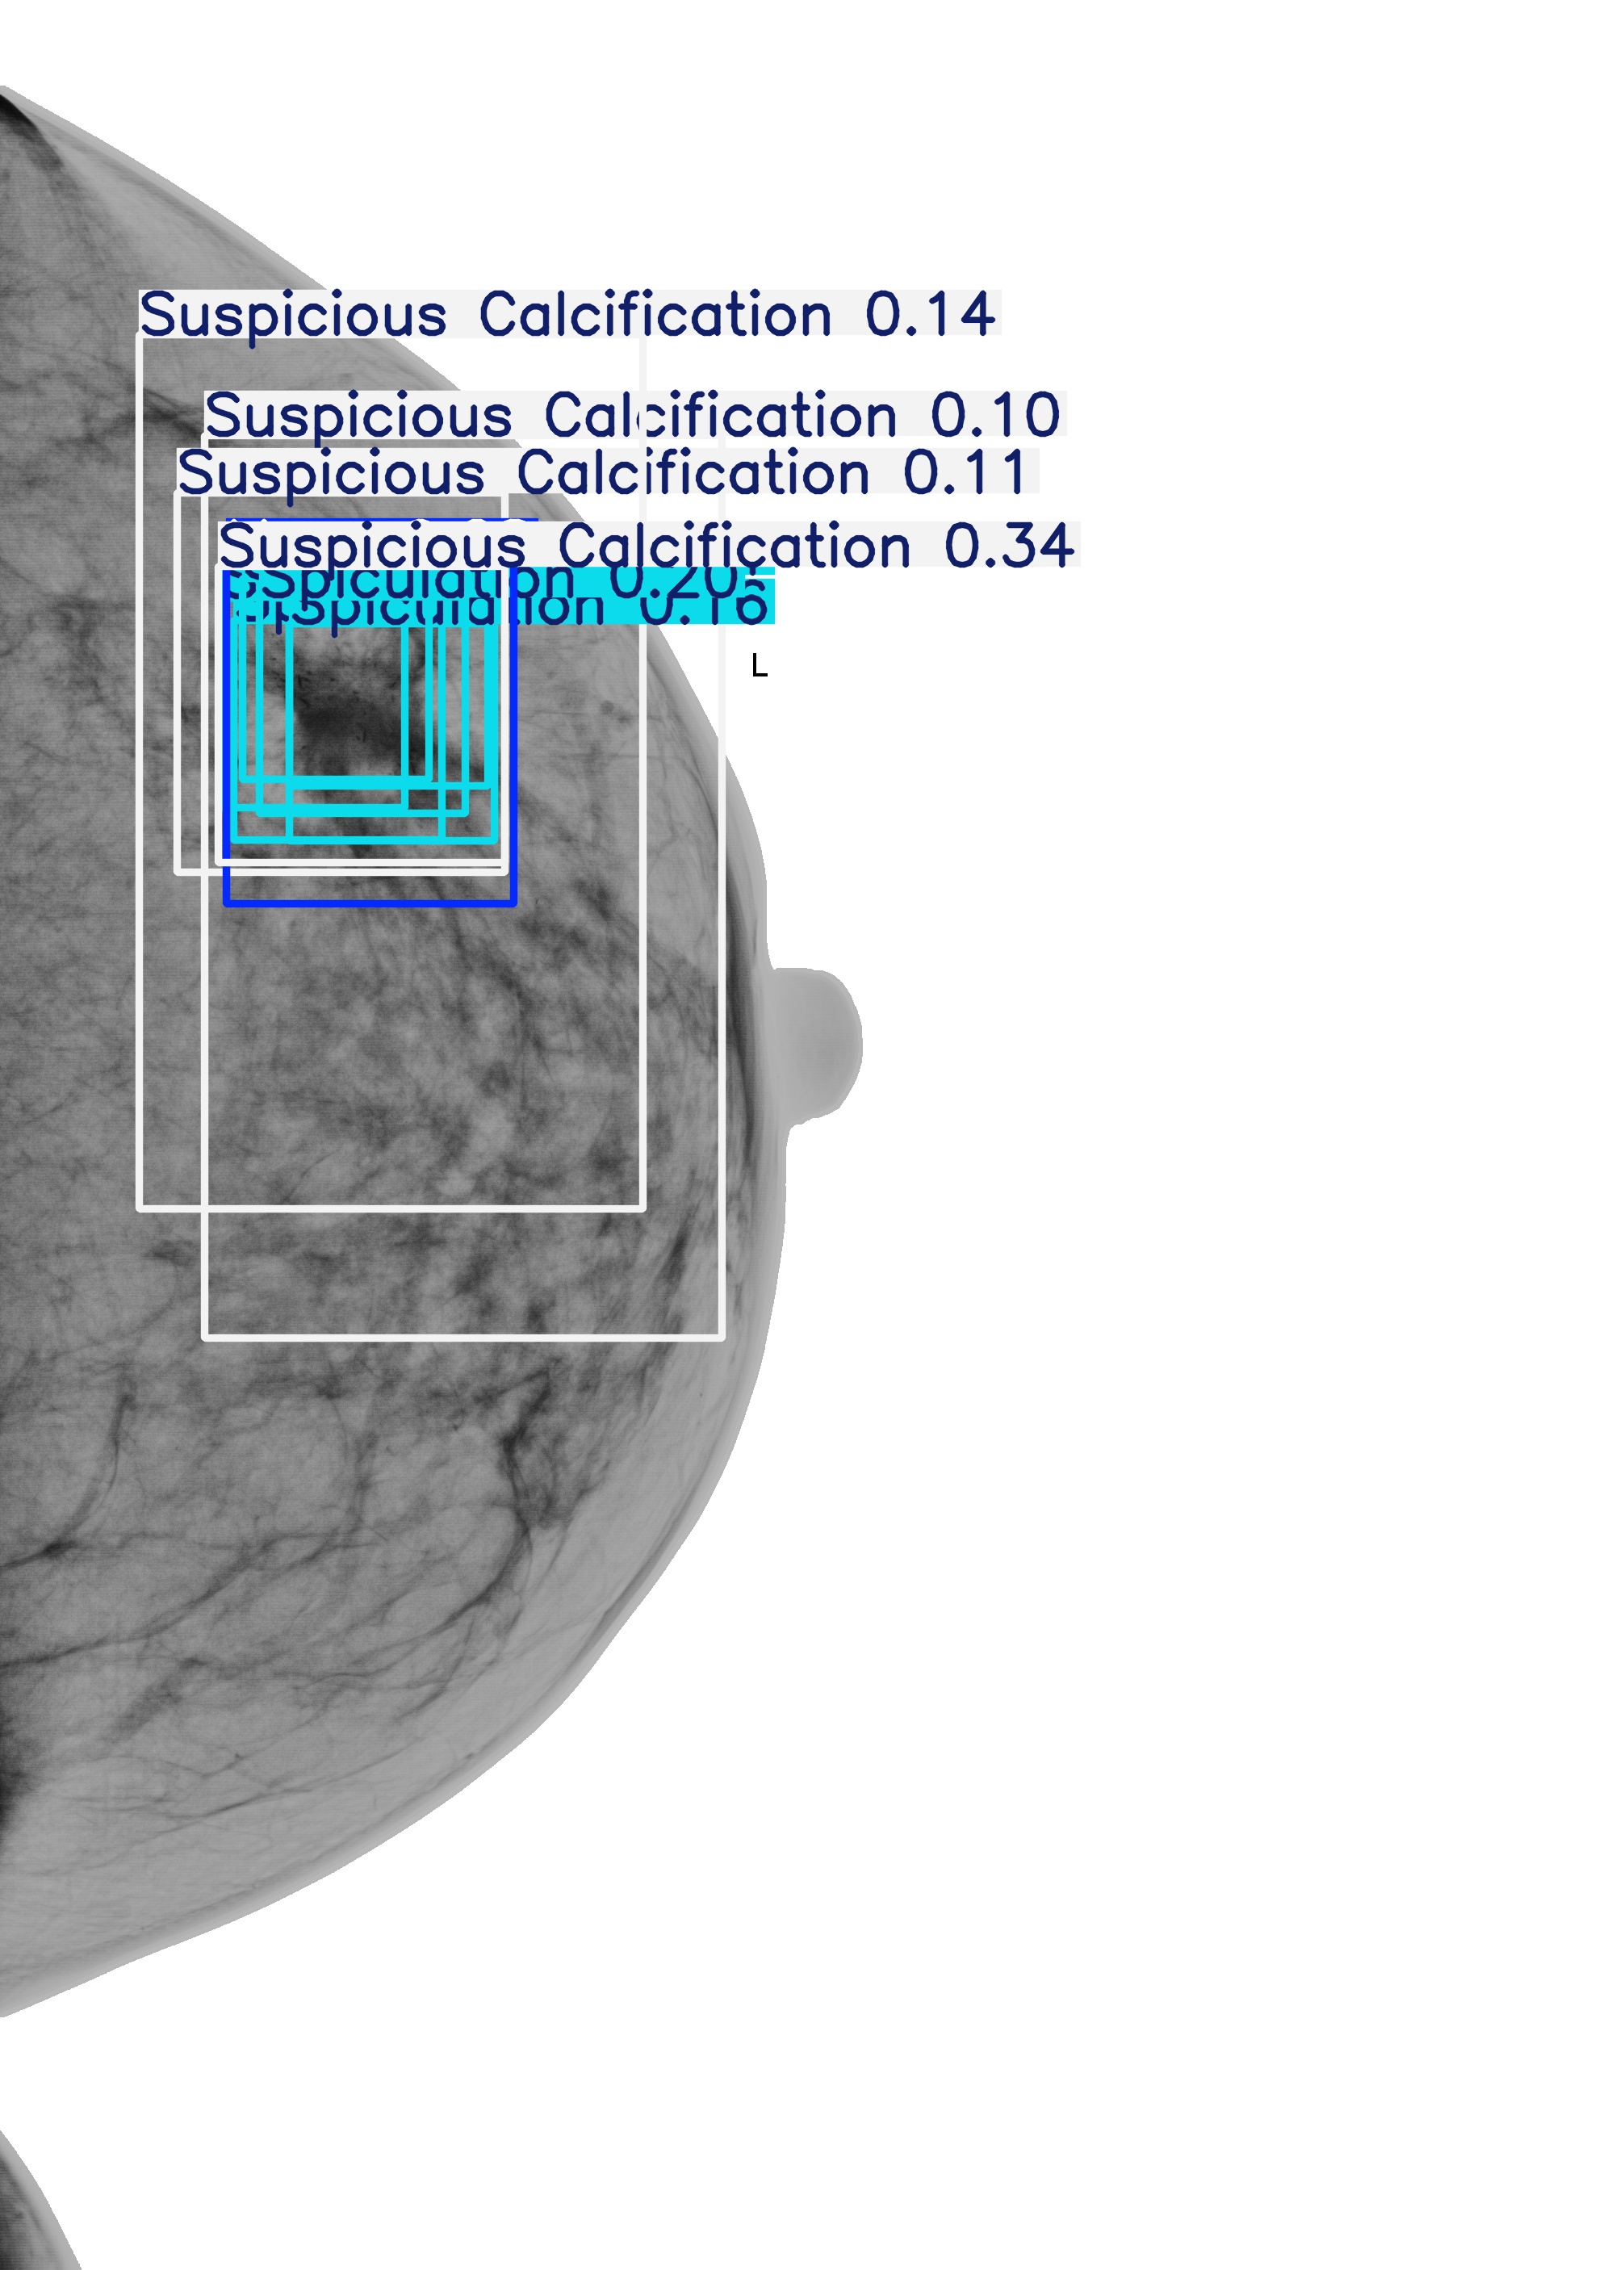 Suspicious Calcification 0.14
Suspicious Calcification 0.10
Suspicious Calcification 0.11
Suspicious Calcification 0.34
Spiculation 0.20
Spiculation 0.16
L